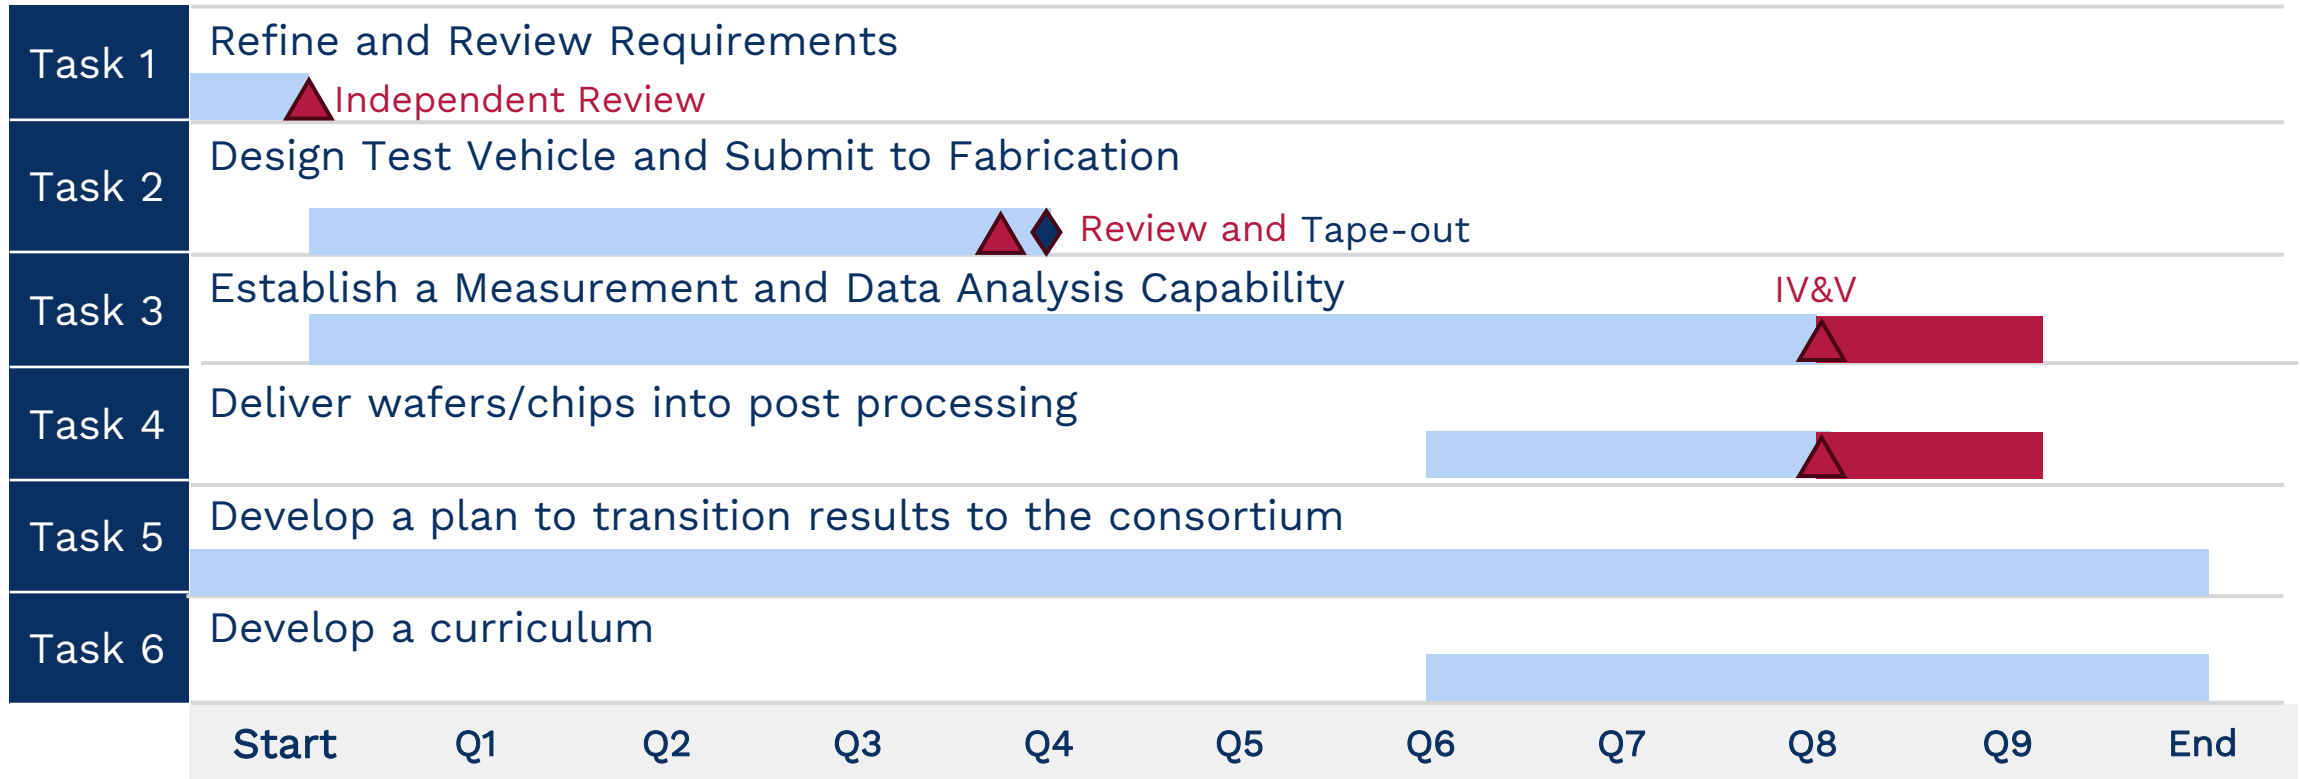 Task 1
Refine and Review Requirements
Independent Review
Task 2
Design Test Vehicle and Submit to Fabrication
Review and Tape-out
Task 3
Establish a Measurement and Data Analysis Capability
IV&V
Task 4
Deliver wafers/chips into post processing
Task 5
Develop a plan to transition results to the consortium
Task 6
Develop a curriculum
Start Q1 Q2 Q3 Q4 Q5 Q6 Q7 Q8 Q9 End